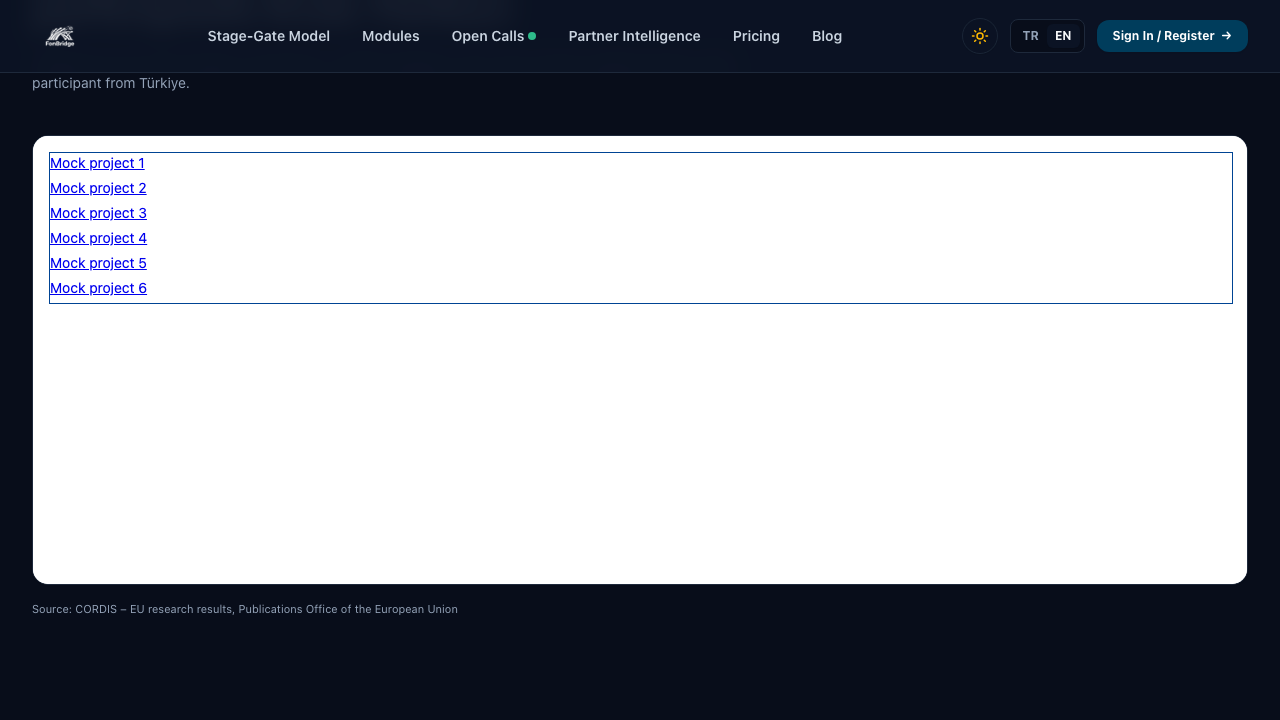 FonBridge
Stage-Gate Model
Modules
Open Calls
Partner Intelligence
Pricing
Blog
TR
EN
Sign In / Register →
participant from Türkiye.
Mock project 1
Mock project 2
Mock project 3
Mock project 4
Mock project 5
Mock project 6
Source: CORDIS – EU research results, Publications Office of the European Union